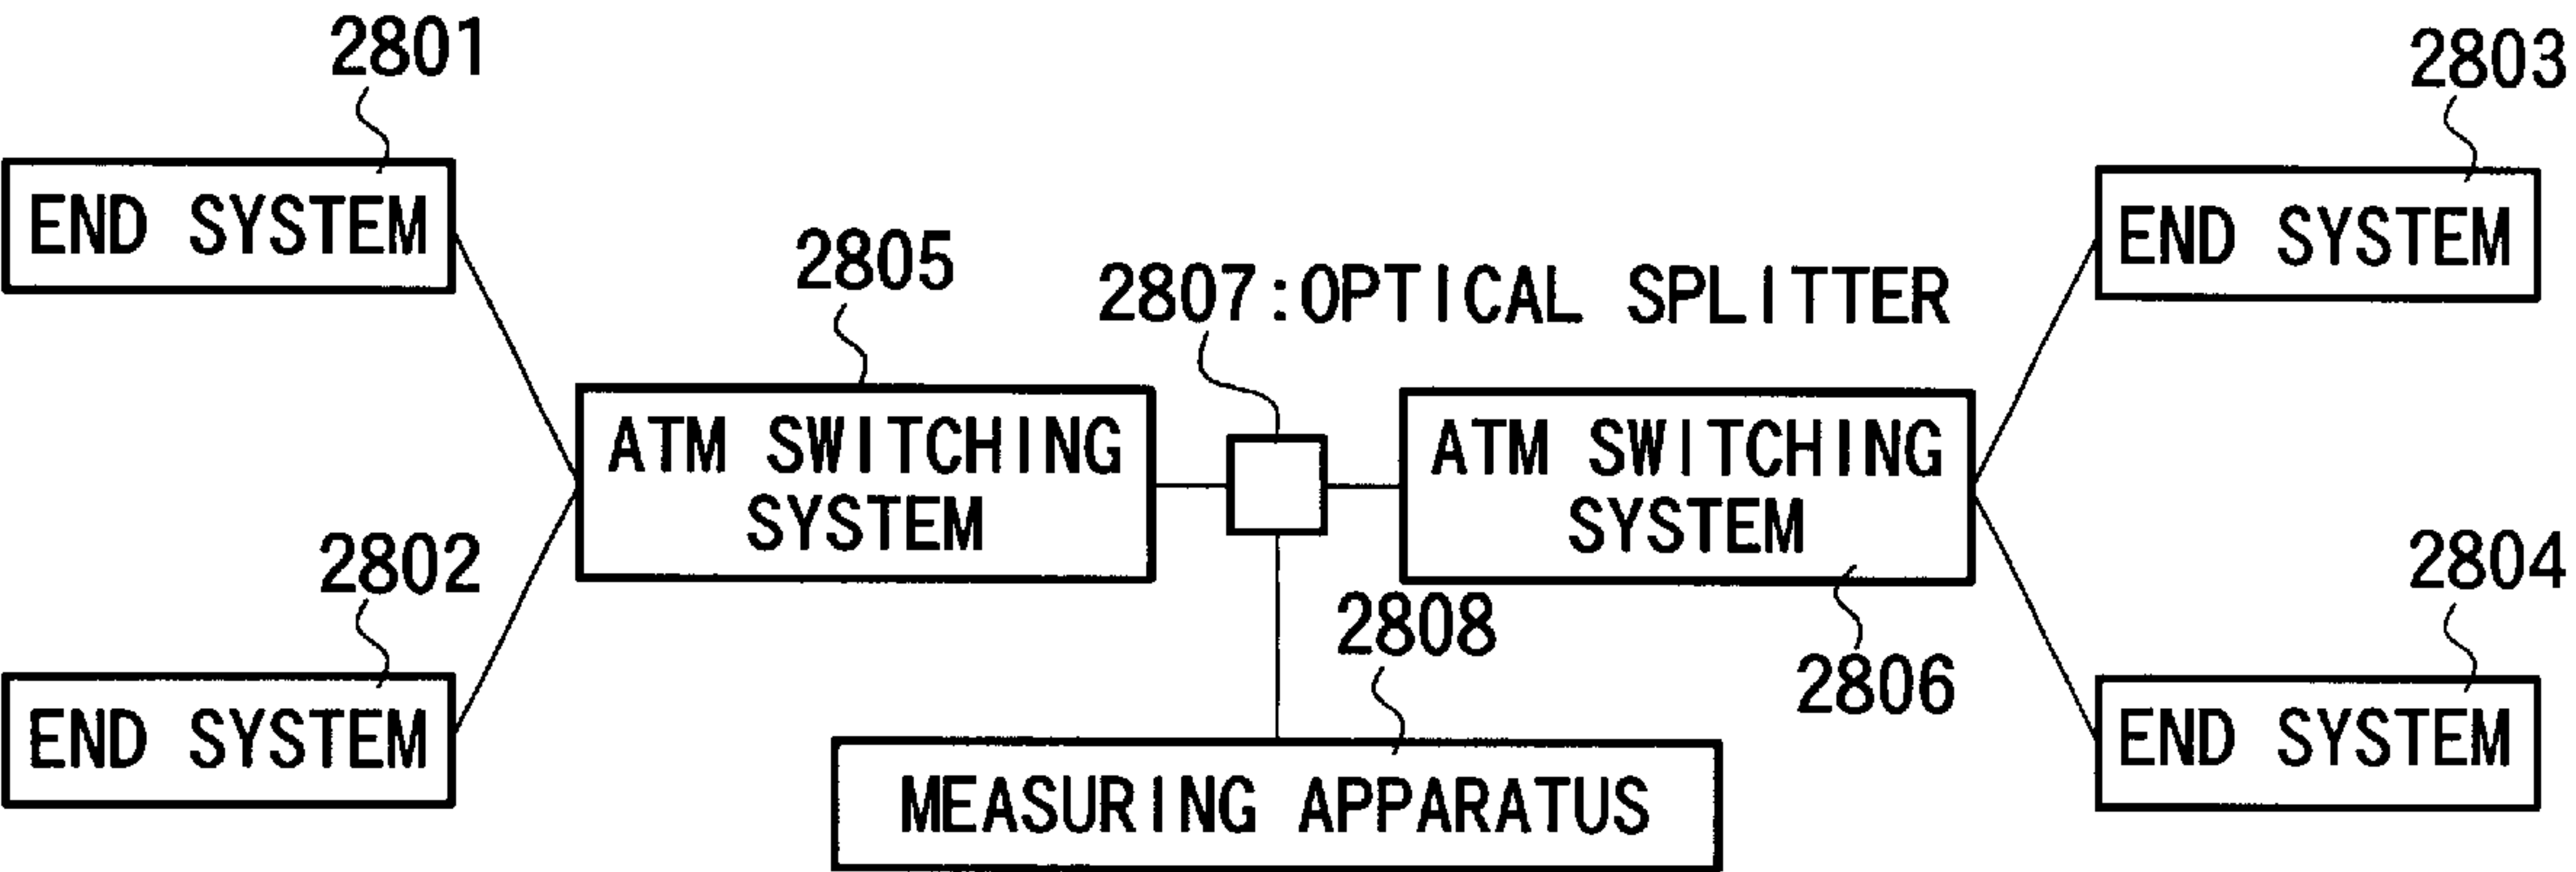 2801
2803
END SYSTEM
END SYSTEM
2805
2807:OPTICAL SPLITTER
ATM SWITCHING
SYSTEM
ATM SWITCHING
SYSTEM
2802
2804
2808
2806
END SYSTEM
END SYSTEM
MEASURING APPARATUS